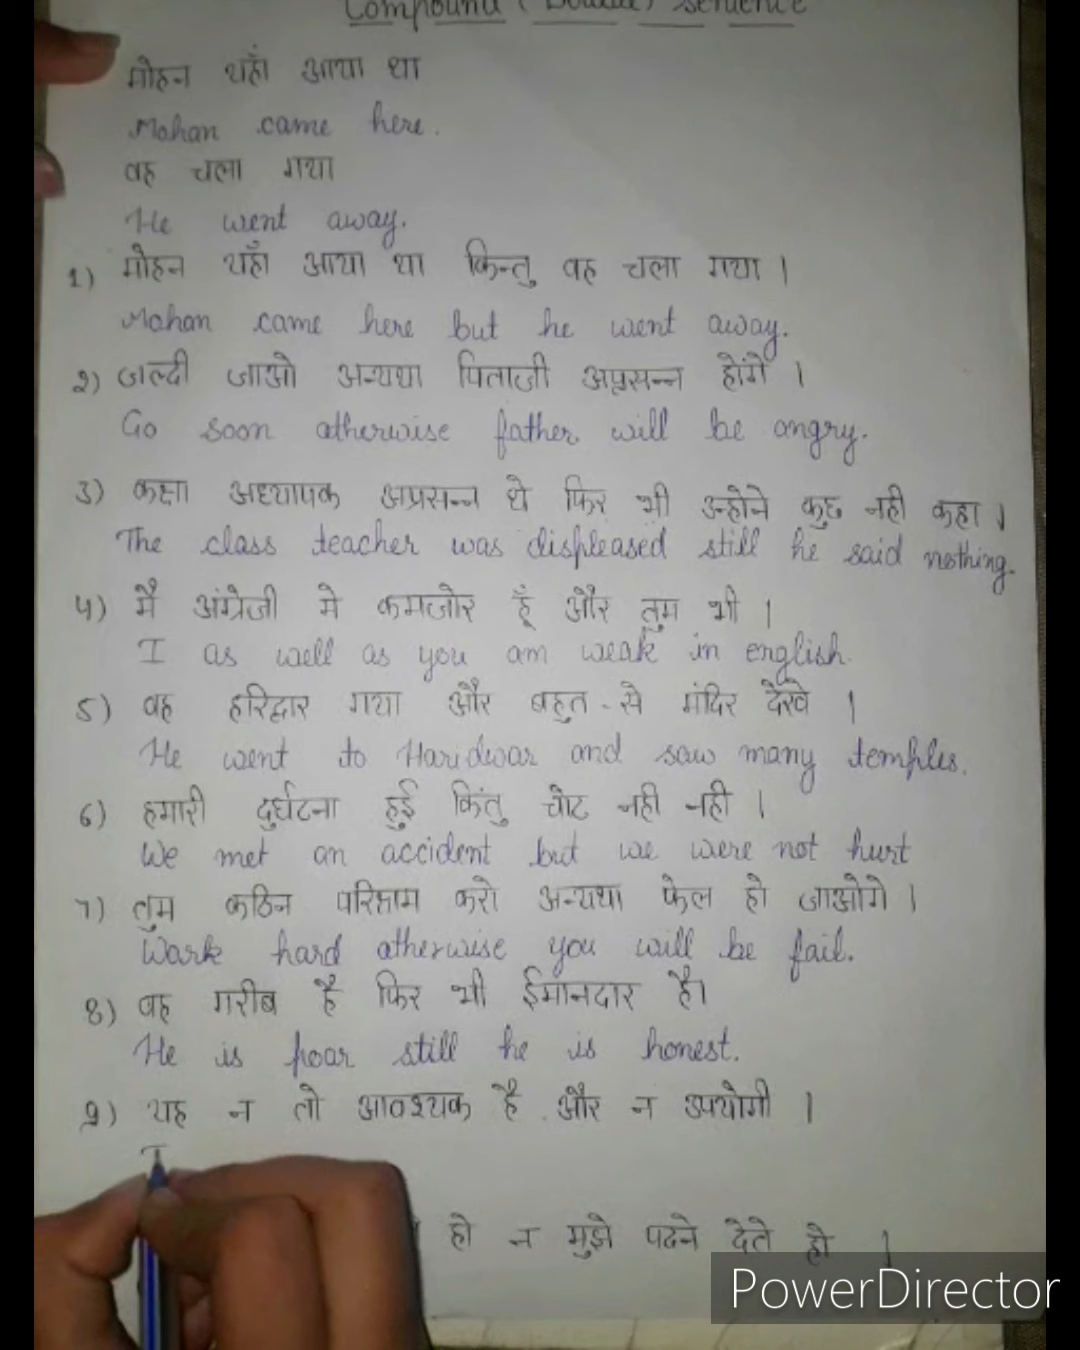 Compound (Double) Sentence
मोहन यहाँ आया था
Mohan came here.
वह चला गया
He went away.
1) मोहन यहाँ आया था किन्तु वह चला गया ।
Mohan came here but he went away.
2) जल्दी जाओ अन्यथा पिताजी अप्रसन्न होंगे ।
Go soon otherwise father will be angry.
3) कक्षा अध्यापक अप्रसन्न थे फिर भी उन्होने कुछ नही कहा ।
The class teacher was displeased still he said nothing.
4) मै अंग्रेजी मे कमजोर हूँ और तुम भी ।
I as well as you am weak in english.
5) वह हरिद्वार गया और बहुत-से मंदिर देखे ।
He went to Haridwar and saw many temples.
6) हमारी दुर्घटना हुई किंतु चोट नही नही ।
We met an accident but we were not hurt
7) तुम कठिन परिश्रम करो अन्यथा फेल हो जाओगे ।
Work hard otherwise you will be fail.
8) वह गरीब है फिर भी ईमानदार है।
He is poor still he is honest.
9) यह न तो आवश्यक है और न उपयोगी ।
हो न मुझे पढने देते हो ।
PowerDirector